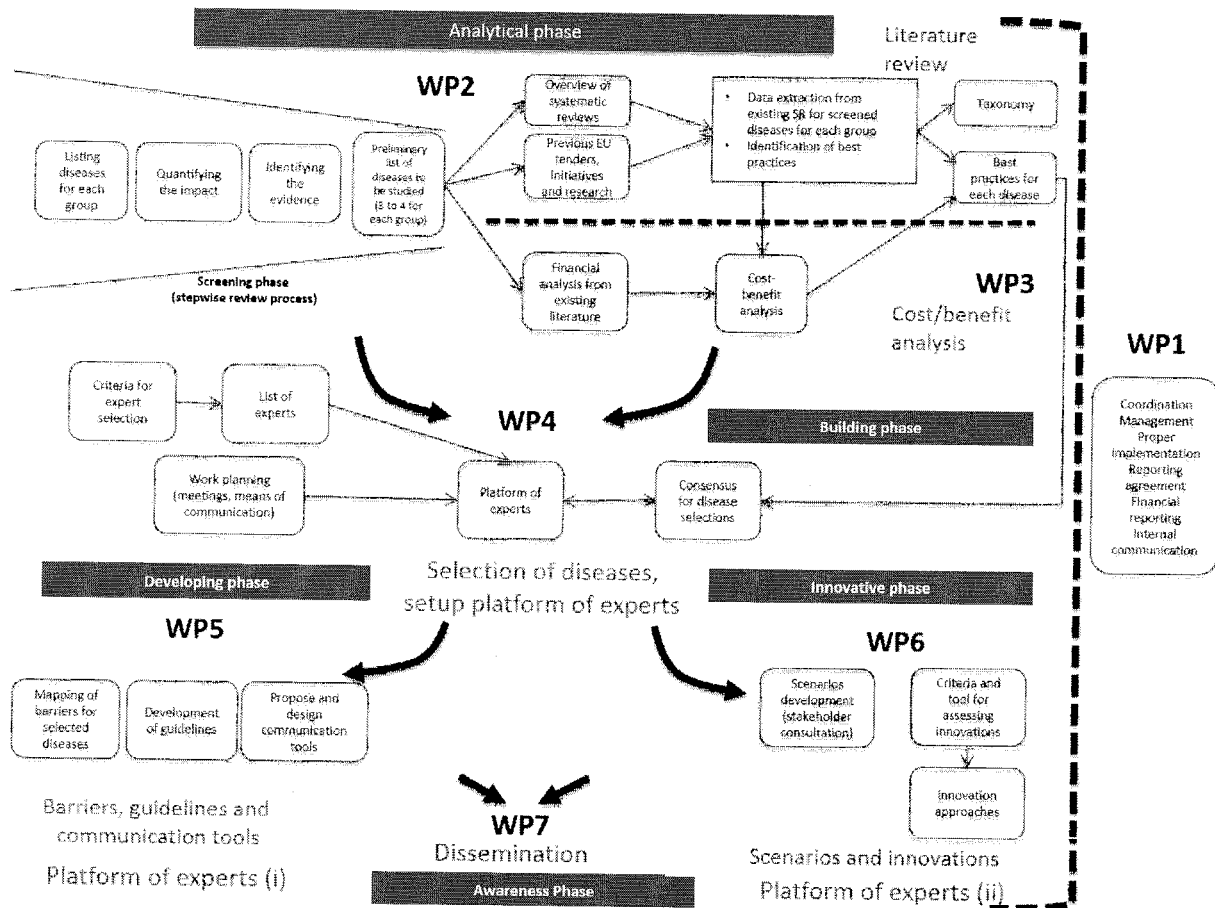 Analytical phase
Literature
review
WP2
Overview of
systematic
reviews
Previous EU
tenders,
Initiatives
and research
• Data extraction from
existing SR for screened
diseases for each group
• Identification of best
practices
Taxonomy
Best
practices for
each disease
Listing
diseases
for each
group
Quantifying
the impact
Identifying
the
evidence
Preliminary
list of
diseases to
be studied
(3 to 4 for
each group)
Screening phase
(stepwise review process)
Financial
analysis from
existing
literature
Cost-
benefit
analysis
WP3
Cost/benefit
analysis
WP1
Coordination
Management
Proper
implementation
Reporting
agreement
Financial
reporting
Internal
communication
Criteria for
expert
selection
List of
experts
WP4
Building phase
Work planning
(meetings, means of
communication)
Platform of
experts
Consensus
for disease
selections
Developing phase
Selection of diseases,
setup platform of experts
Innovative phase
WP5
WP6
Mapping of
barriers for
selected
diseases
Development
of guidelines
Propose and
design
communication
tools
Scenarios
development
(stakeholder
consultation)
Criteria and
tool for
assessing
innovations
Innovation
approaches
Barriers, guidelines and
communication tools
Platform of experts (i)
WP7
Dissemination
Awareness Phase
Scenarios and innovations
Platform of experts (ii)